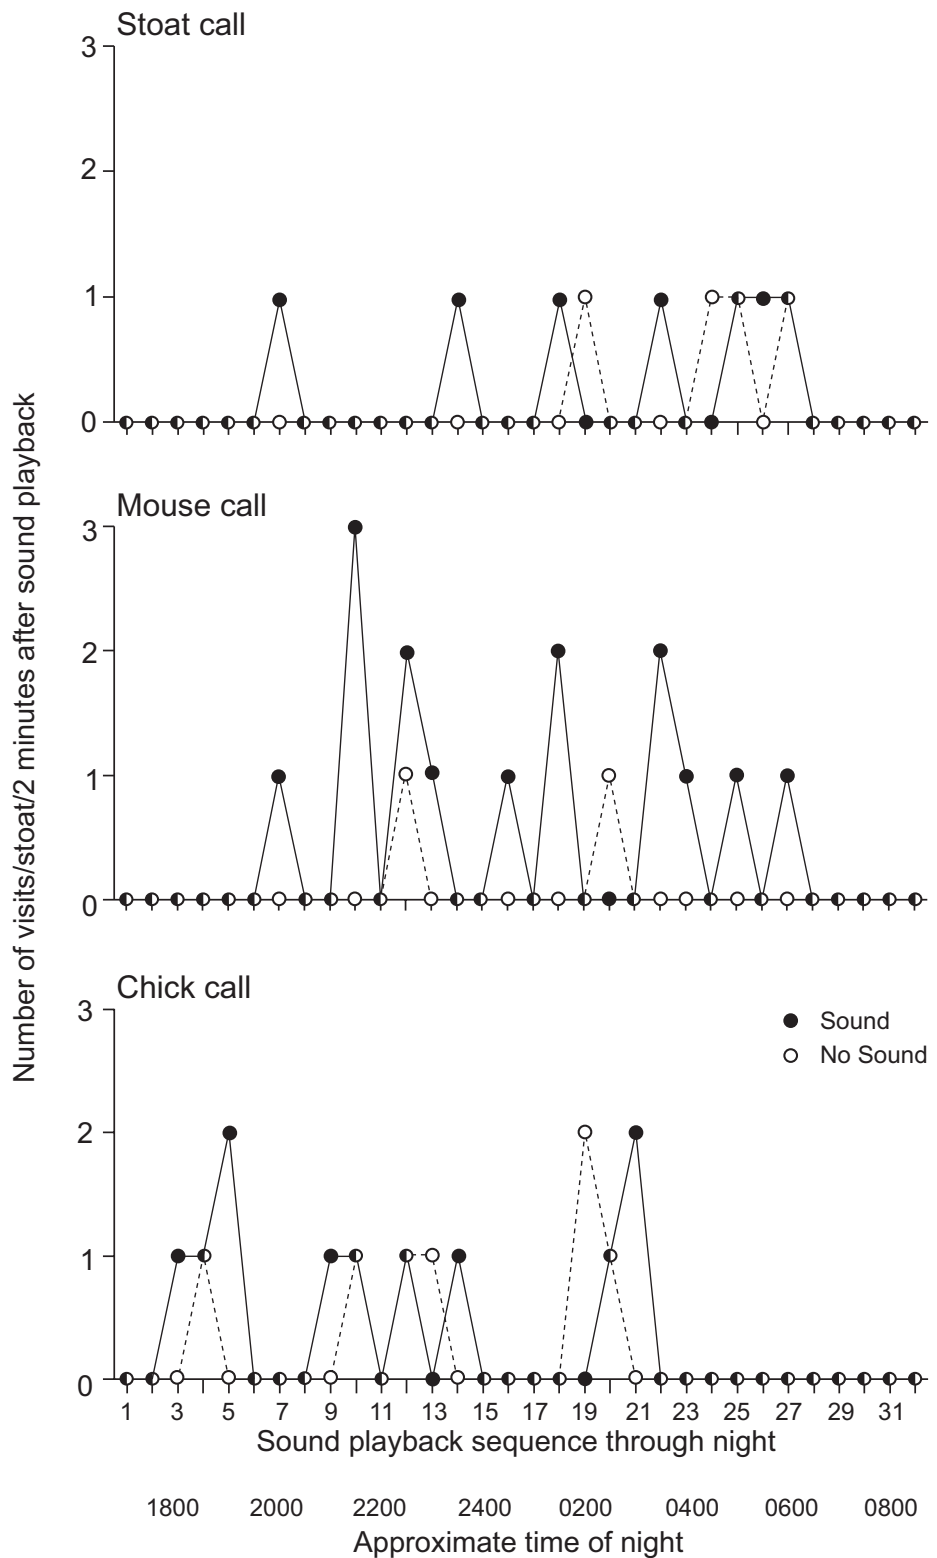 Stoat call
3
2
1
0
Mouse call
3
2
1
0
Chick call
3
2
1
0
Number of visits/stoat/2 minutes after sound playback
Sound
No Sound
1 3 5 7 9 11 13 15 17 19 21 23 25 27 29 31
Sound playback sequence through night
1800 2000 2200 2400 0200 0400 0600 0800
Approximate time of night